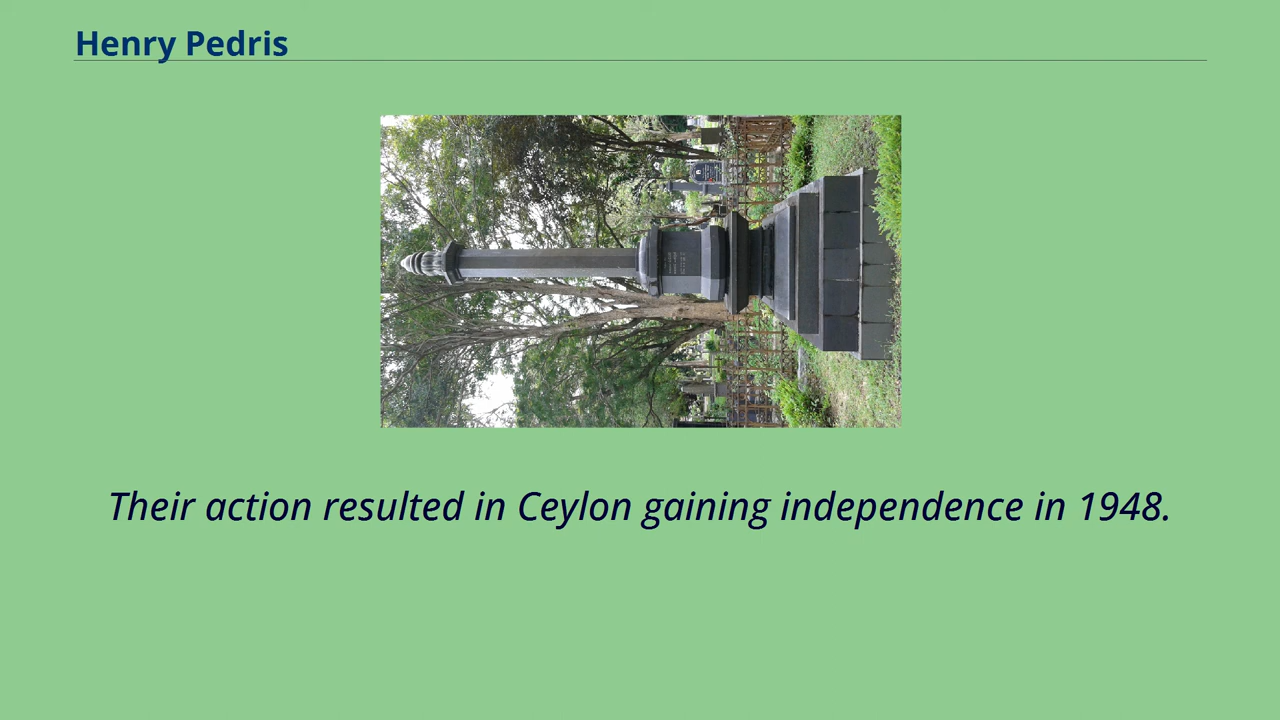 Henry Pedris
Their action resulted in Ceylon gaining independence in 1948.